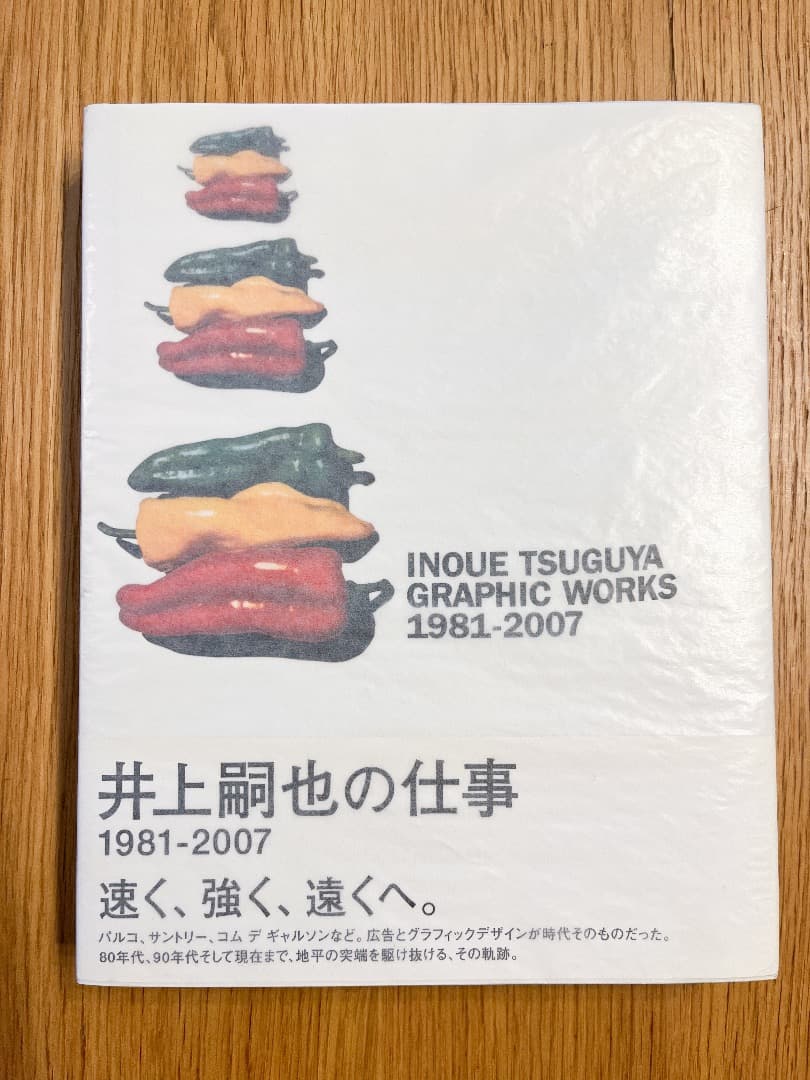 INOUE TSUGUYA
GRAPHIC WORKS
1981-2007
井上嗣也の仕事
1981-2007
速く、強く、遠くへ。
パルコ、サントリー、コム デ ギャルソンなど。広告とグラフィックデザインが時代そのものだった。
80年代、90年代そして現在まで、地平の突端を駆け抜ける、その軌跡。